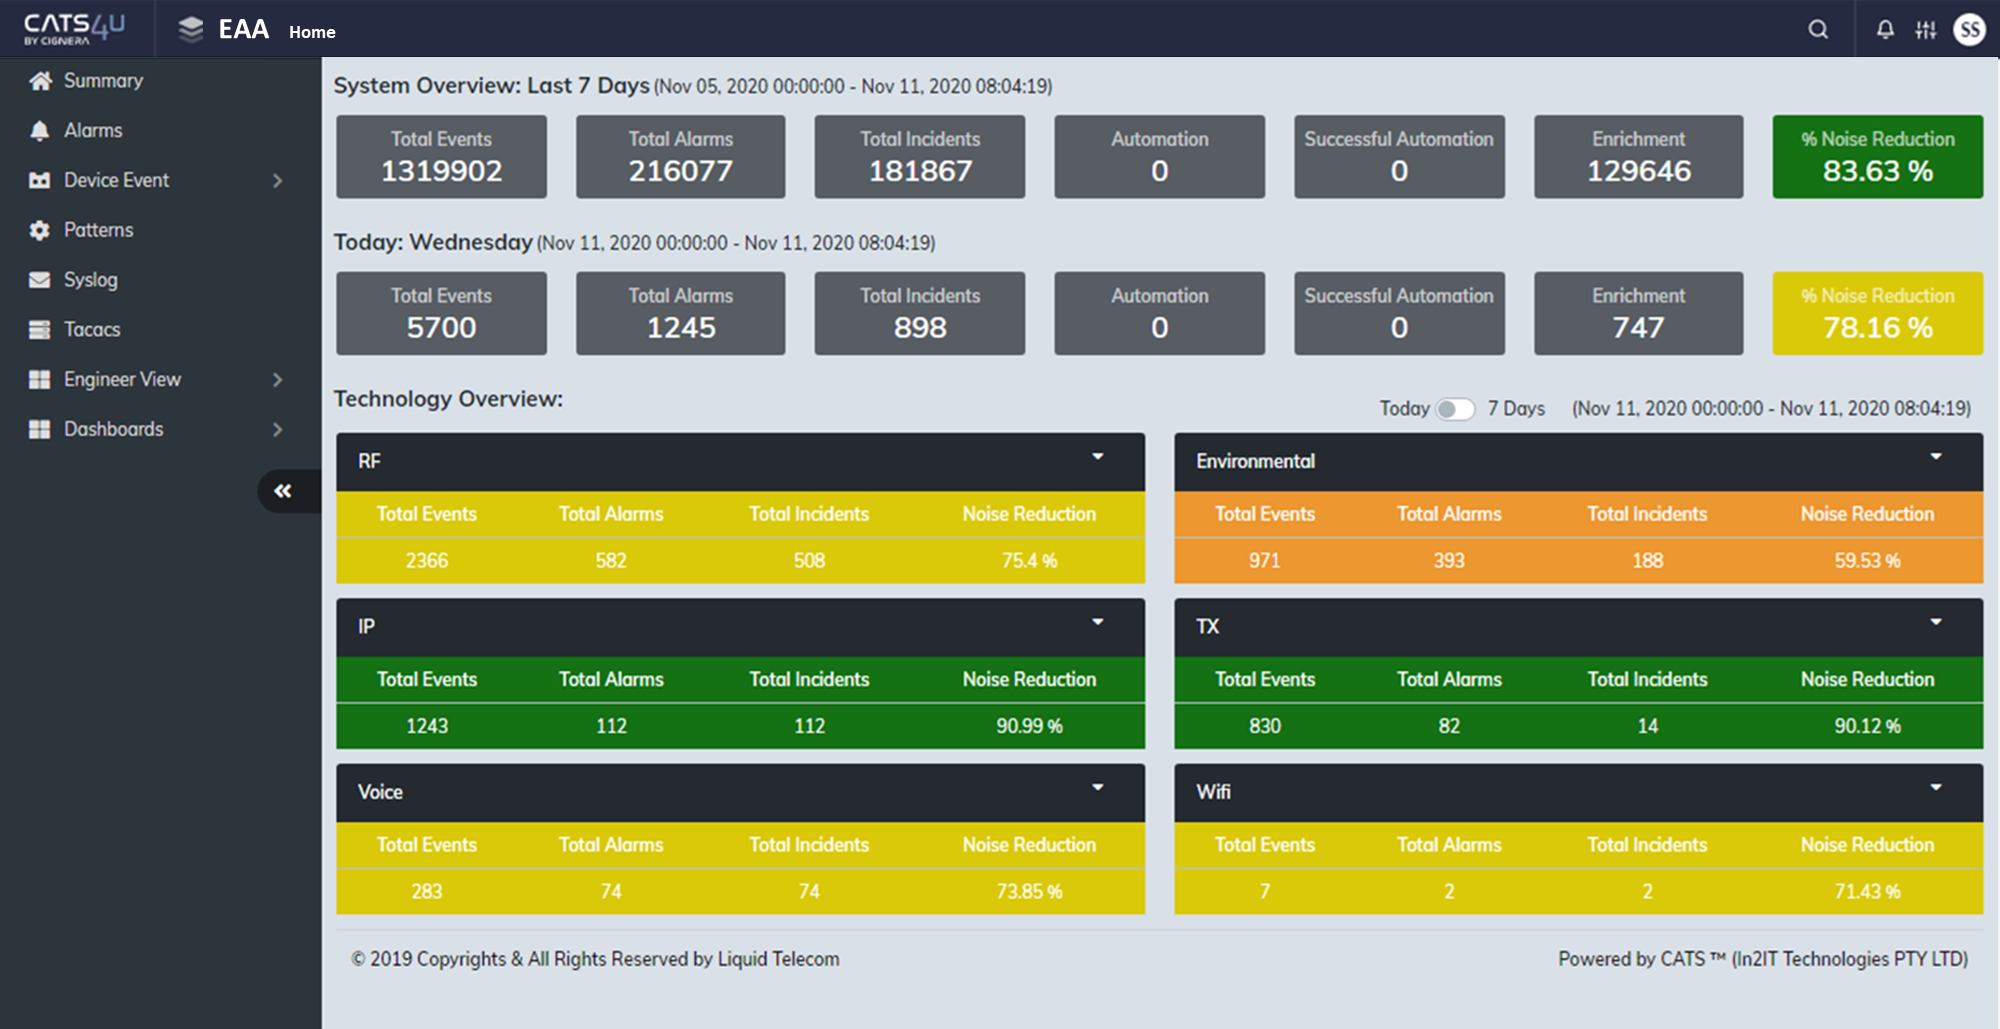 CATS4U
BY CIGNERA
EAA Home
SS
Summary
Alarms
Device Event
Patterns
Syslog
Tacacs
Engineer View
Dashboards
System Overview: Last 7 Days (Nov 05, 2020 00:00:00 - Nov 11, 2020 08:04:19)
Total Events Total Alarms Total Incidents Automation Successful Automation Enrichment % Noise Reduction
1319902 216077 181867 0 0 129646 83.63 %
Today: Wednesday (Nov 11, 2020 00:00:00 - Nov 11, 2020 08:04:19)
Total Events Total Alarms Total Incidents Automation Successful Automation Enrichment % Noise Reduction
5700 1245 898 0 0 747 78.16 %
Technology Overview:
Today 7 Days (Nov 11, 2020 00:00:00 - Nov 11, 2020 08:04:19)
RF
Total Events Total Alarms Total Incidents Noise Reduction
2366 582 508 75.4 %
Environmental
Total Events Total Alarms Total Incidents Noise Reduction
971 393 188 59.53 %
IP
Total Events Total Alarms Total Incidents Noise Reduction
1243 112 112 90.99 %
TX
Total Events Total Alarms Total Incidents Noise Reduction
830 82 14 90.12 %
Voice
Total Events Total Alarms Total Incidents Noise Reduction
283 74 74 73.85 %
Wifi
Total Events Total Alarms Total Incidents Noise Reduction
7 2 2 71.43 %
© 2019 Copyrights & All Rights Reserved by Liquid Telecom
Powered by CATS ™ (In2IT Technologies PTY LTD)